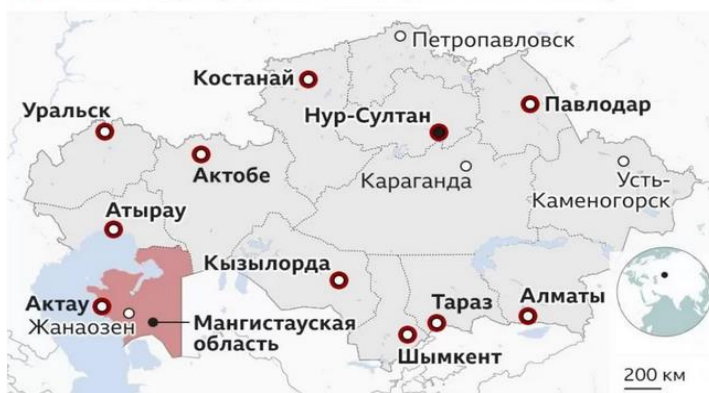 Петропавловск
Костанай
Уральск
Нур-Султан
Павлодар
Актобе
Караганда
Усть-
Каменогорск
Атырау
Кызылорда
Актау
Жанаозен
Мангистауская
область
Тараз
Алматы
Шымкент
200 км